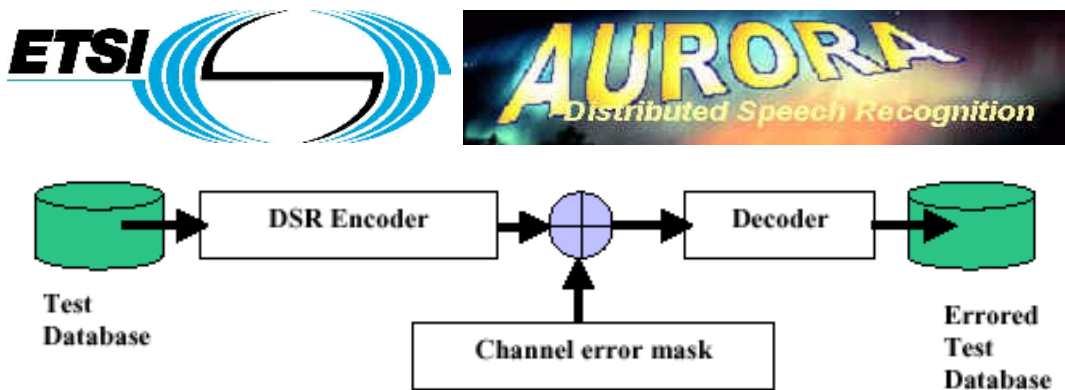 ETSI
AURORA
Distributed Speech Recognition
DSR Encoder
Decoder
Test
Database
Channel error mask
Errored
Test
Database